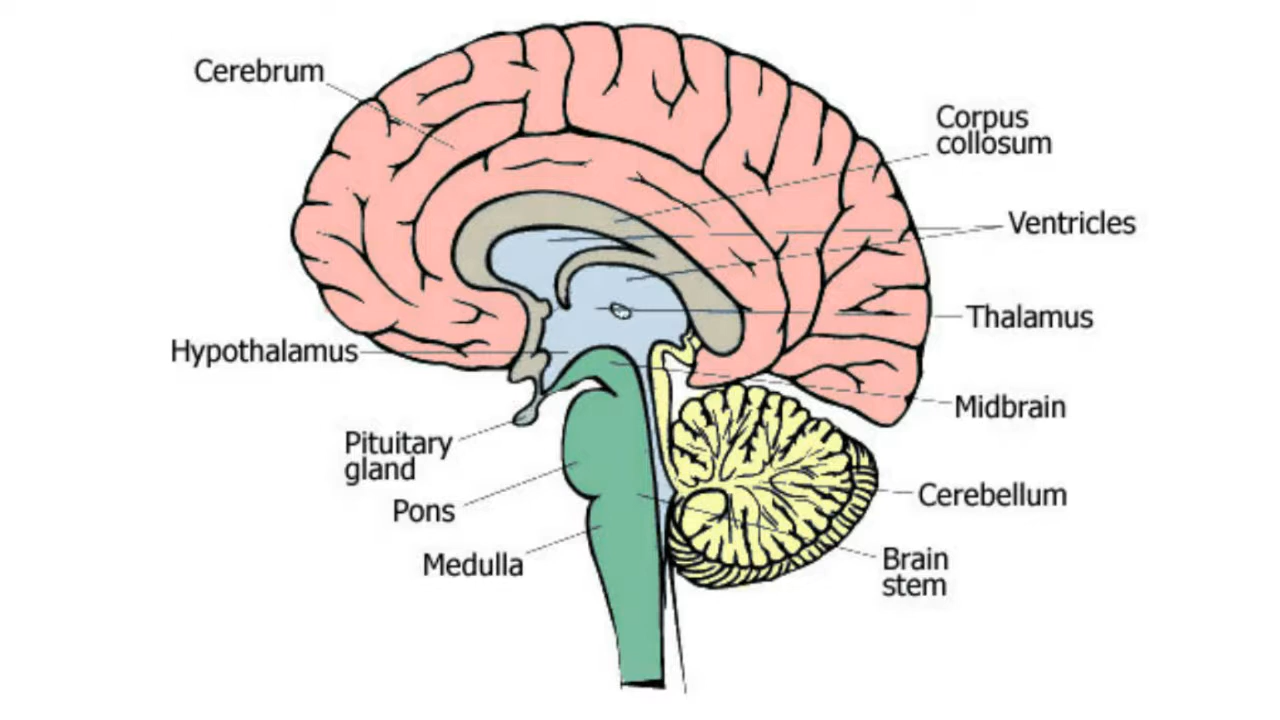 Cerebrum
Corpus
collosum
Ventricles
Thalamus
Hypothalamus
Midbrain
Pituitary
gland
Cerebellum
Pons
Medulla
Brain
stem